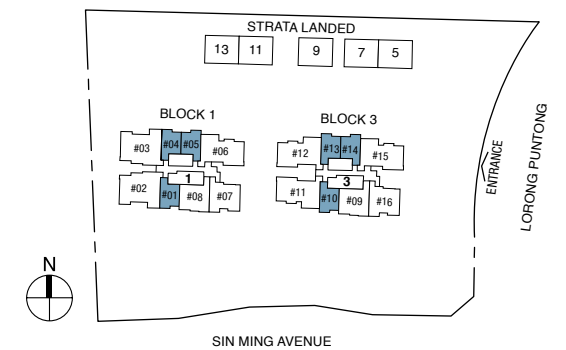 STRATA LANDED
13 11 9 7 5
BLOCK 1
BLOCK 3
#03 #04 #05 #06
#02 #01 #08 #07
1
#12 #13 #14 #15
#11 #10 #09 #16
3
ENTRANCE
LORONG PUNTONG
N
SIN MING AVENUE